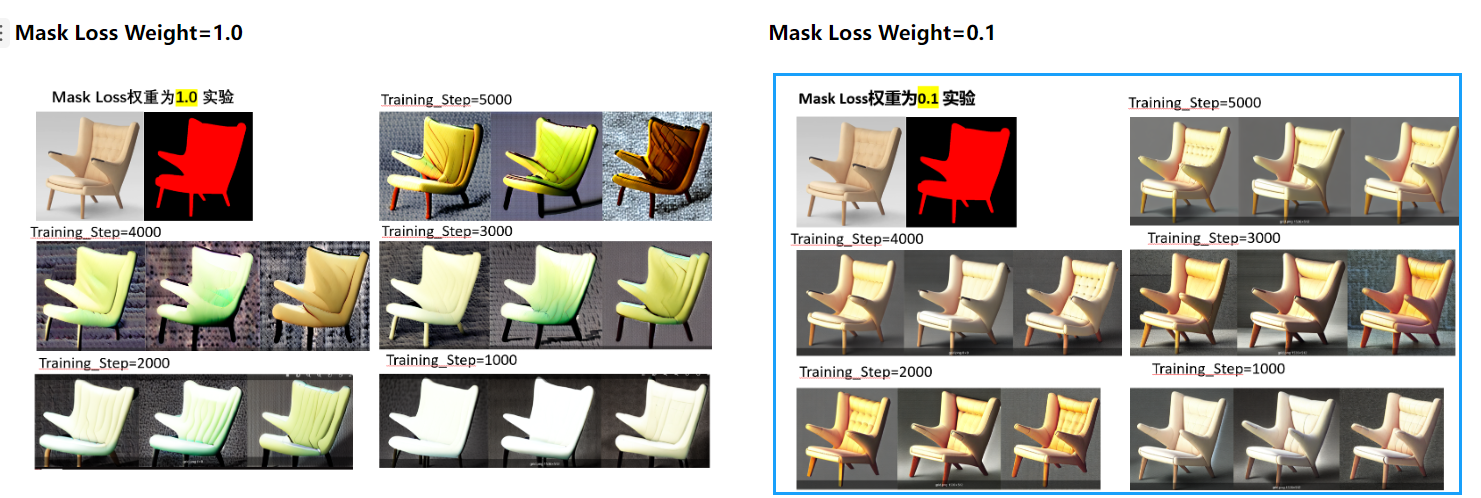 Mask Loss Weight=1.0
Mask Loss权重为1.0 实验
Training_Step=5000
Training_Step=4000
Training_Step=3000
Training_Step=2000
Training_Step=1000
Mask Loss Weight=0.1
Mask Loss权重为0.1 实验
Training_Step=5000
Training_Step=4000
Training_Step=3000
Training_Step=2000
Training_Step=1000